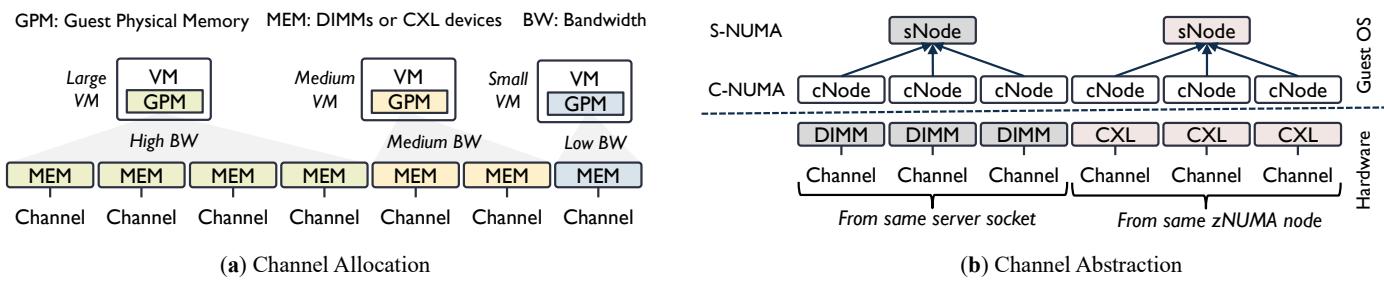 GPM: Guest Physical Memory MEM: DIMMs or CXL devices BW: Bandwidth
Large VM
VM
GPM
Medium VM
VM
GPM
Small VM
VM
GPM
High BW
Medium BW
Low BW
MEM MEM MEM MEM MEM MEM MEM
Channel Channel Channel Channel Channel Channel Channel
(a) Channel Allocation
S-NUMA sNode sNode
C-NUMA cNode cNode cNode cNode cNode cNode
Guest OS
DIMM DIMM DIMM CXL CXL CXL
Channel Channel Channel Channel Channel Channel
Hardware
From same server socket From same zNUMA node
(b) Channel Abstraction